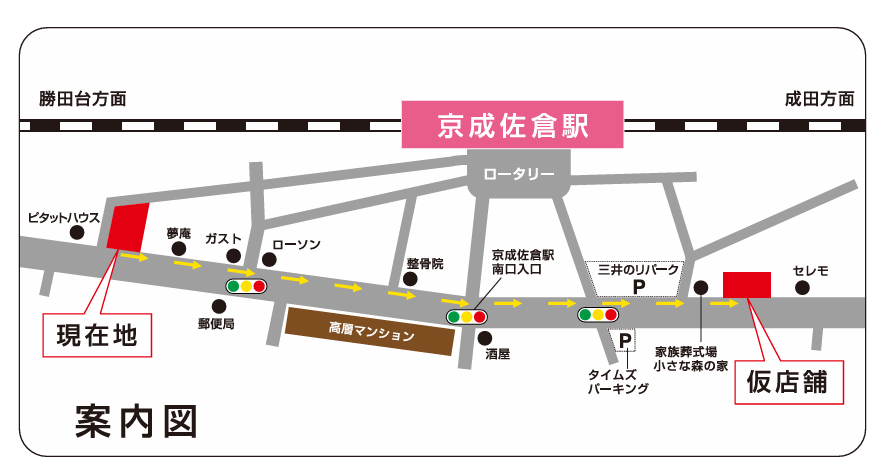 勝田台方面
成田方面
京成佐倉駅
ロータリー
ピタットハウス
夢庵
ガスト
ローソン
整骨院
京成佐倉駅
南口入口
三井のリパーク
P
セレモ
現在地
郵便局
高層マンション
酒屋
P
タイムズ
パーキング
家族葬式場
小さな森の家
仮店舗
案内図